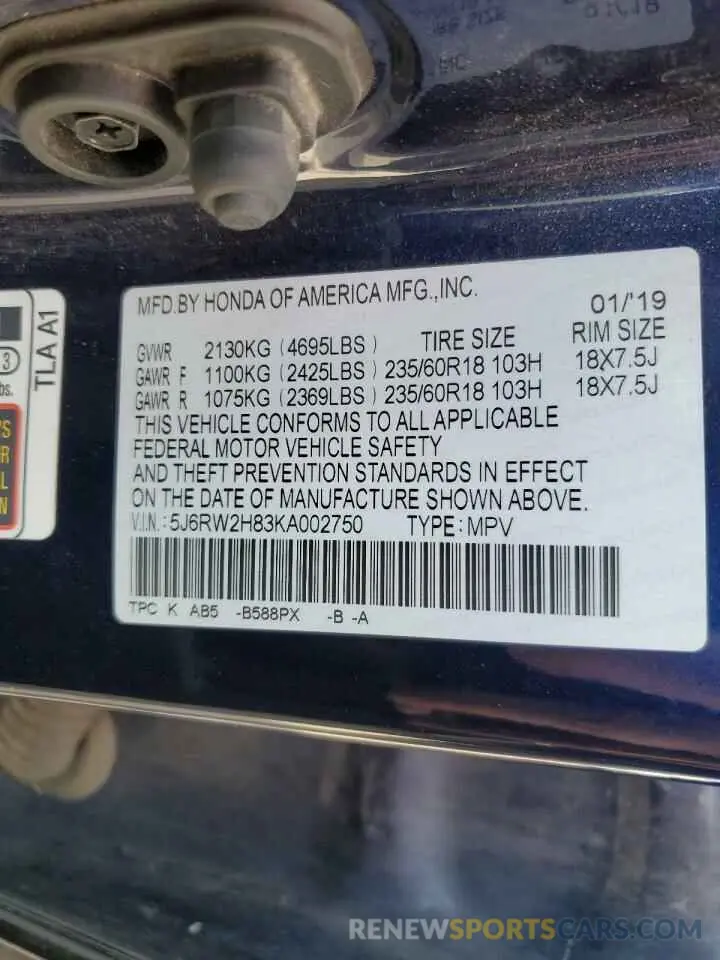 MFD.BY HONDA OF AMERICA MFG.,INC. 01/'19
GVWR 2130KG (4695LBS) TIRE SIZE RIM SIZE
GAWR F 1100KG (2425LBS) 235/60R18 103H 18X7.5J
GAWR R 1075KG (2369LBS) 235/60R18 103H 18X7.5J
THIS VEHICLE CONFORMS TO ALL APPLICABLE
FEDERAL MOTOR VEHICLE SAFETY
AND THEFT PREVENTION STANDARDS IN EFFECT
ON THE DATE OF MANUFACTURE SHOWN ABOVE.
V.I.N.:5J6RW2H83KA002750 TYPE:MPV
TPC K AB5 -B588PX -B -A
TLA A1
3
bs.
RENEWSPORTSCARS.COM